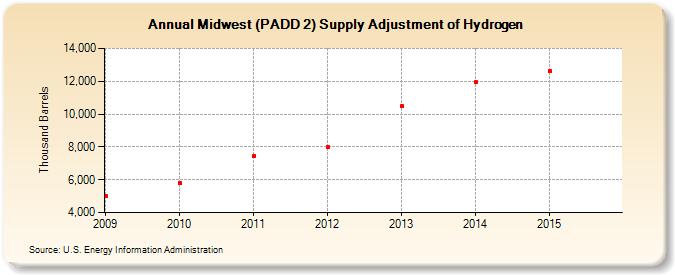 Annual Midwest (PADD 2) Supply Adjustment of Hydrogen
Thousand Barrels
14,000
12,000
10,000
8,000
6,000
4,000
2009 2010 2011 2012 2013 2014 2015
Source: U.S. Energy Information Administration